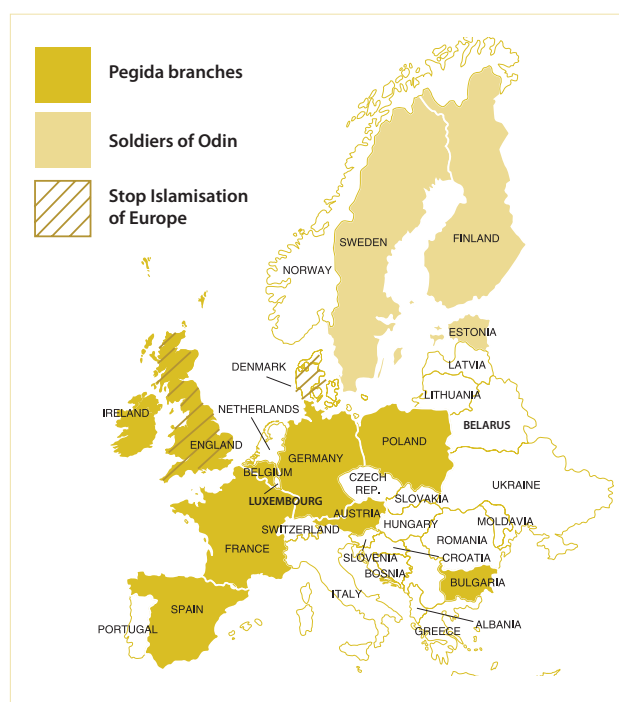 Pegida branches
Soldiers of Odin
Stop Islamisation
of Europe
SWEDEN
FINLAND
NORWAY
ESTONIA
LATVIA
DENMARK
LITHUANIA
IRELAND
NETHERLANDS
BELARUS
ENGLAND
POLAND
GERMANY
BELGIUM
CZECH
REP.
UKRAINE
LUXEMBOURG
SLOVAKIA
AUSTRIA
HUNGARY
MOLDAVIA
SWITZERLAND
ROMANIA
FRANCE
SLOVENIA
CROATIA
BOSNIA
BULGARIA
ITALY
SPAIN
PORTUGAL
ALBANIA
GREECE